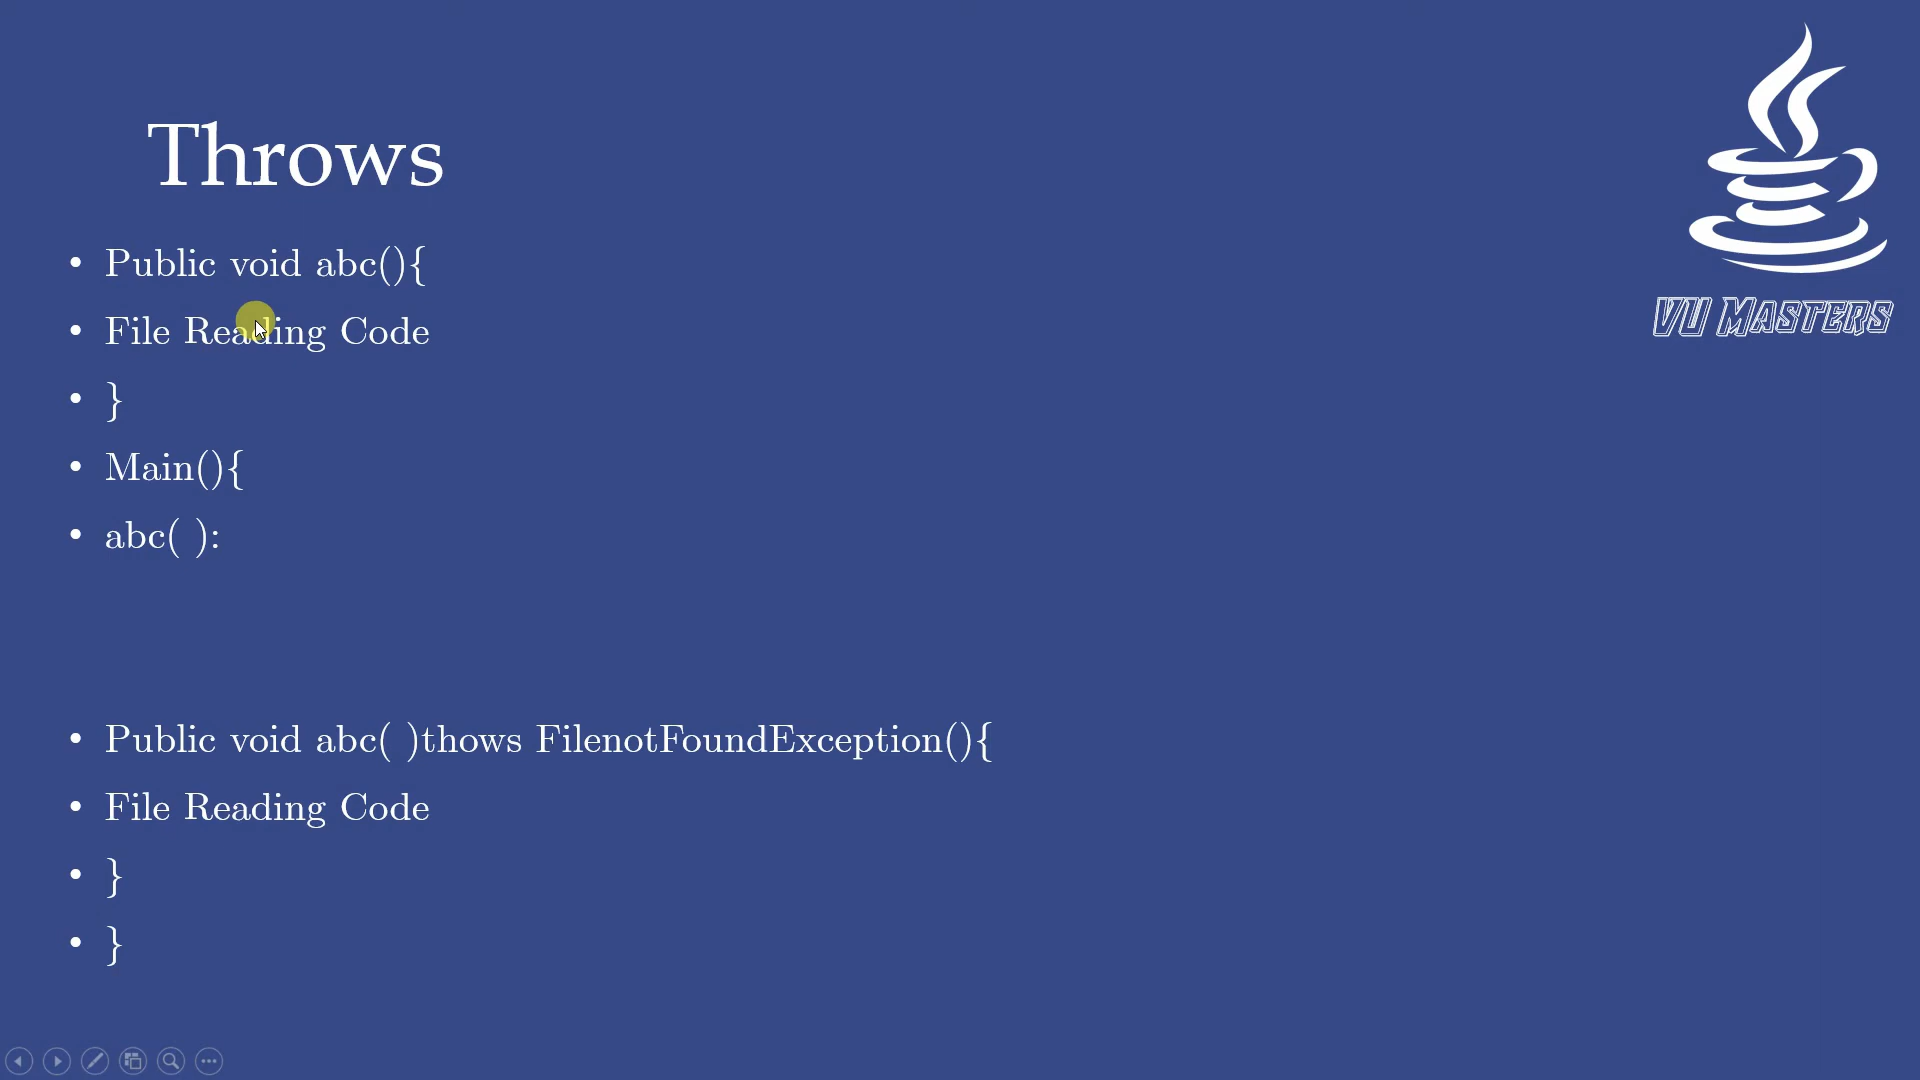 Throws
• Public void abc(){
• File Reading Code
• }
• Main(){
• abc( ):
• Public void abc( )thows FilenotFoundException(){
• File Reading Code
• }
• }
VU Masters